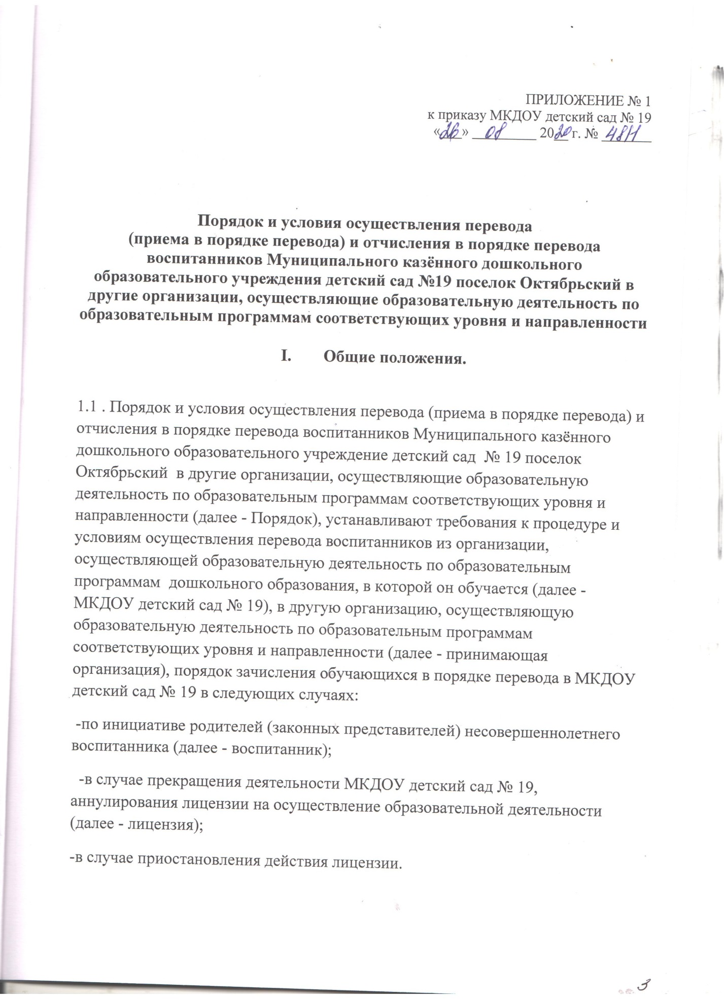 ПРИЛОЖЕНИЕ № 1
к приказу МКДОУ детский сад № 19
«26» 08 2020 г. № 48Н
Порядок и условия осуществления перевода
(приема в порядке перевода) и отчисления в порядке перевода
воспитанников Муниципального казённого дошкольного
образовательного учреждения детский сад №19 поселок Октябрьский в
другие организации, осуществляющие образовательную деятельность по
образовательным программам соответствующих уровня и направленности
I. Общие положения.
1.1 . Порядок и условия осуществления перевода (приема в порядке перевода) и
отчисления в порядке перевода воспитанников Муниципального казённого
дошкольного образовательного учреждение детский сад № 19 поселок
Октябрьский в другие организации, осуществляющие образовательную
деятельность по образовательным программам соответствующих уровня и
направленности (далее - Порядок), устанавливают требования к процедуре и
условиям осуществления перевода воспитанников из организации,
осуществляющей образовательную деятельность по образовательным
программам дошкольного образования, в которой он обучается (далее -
МКДОУ детский сад № 19), в другую организацию, осуществляющую
образовательную деятельность по образовательным программам
соответствующих уровня и направленности (далее - принимающая
организация), порядок зачисления обучающихся в порядке перевода в МКДОУ
детский сад № 19 в следующих случаях:
-по инициативе родителей (законных представителей) несовершеннолетнего
воспитанника (далее - воспитанник);
-в случае прекращения деятельности МКДОУ детский сад № 19,
аннулирования лицензии на осуществление образовательной деятельности
(далее - лицензия);
-в случае приостановления действия лицензии.
3